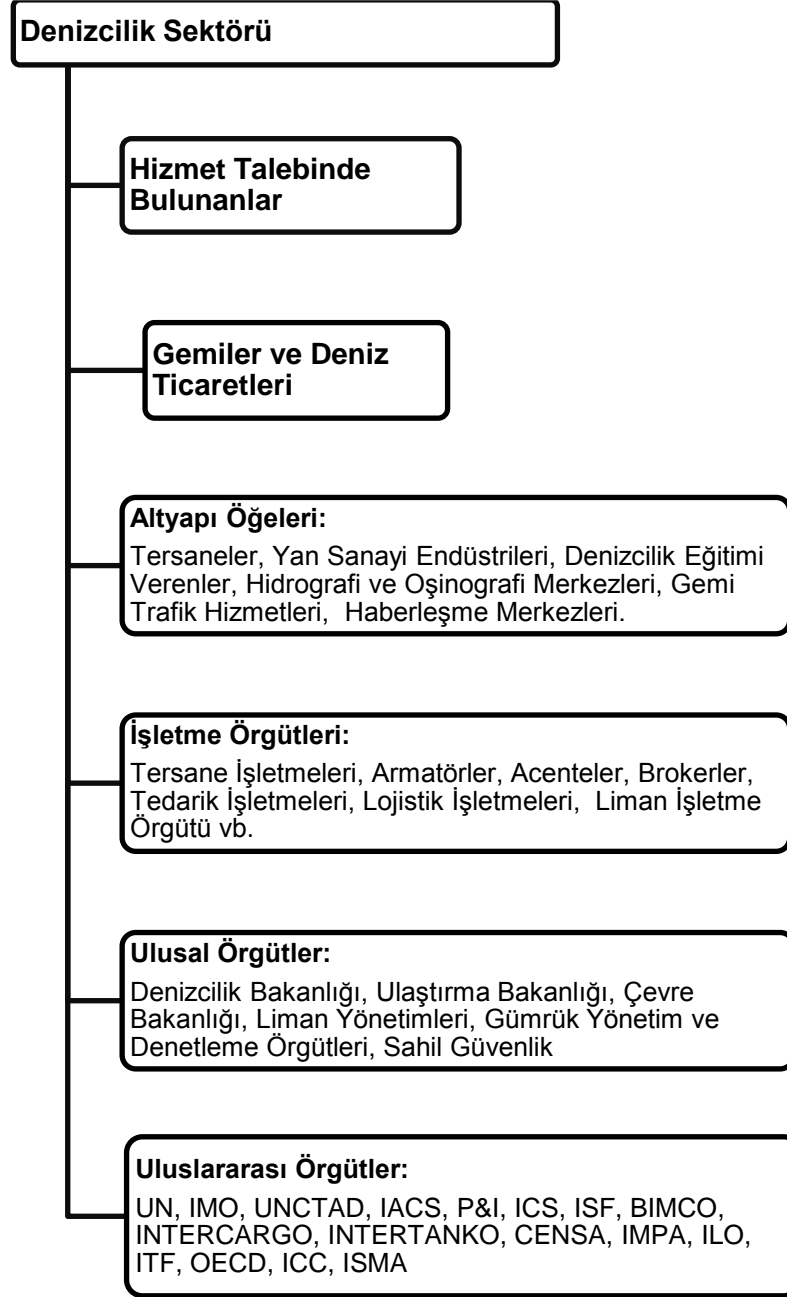 Denizcilik Sektörü
Hizmet Talebinde
Bulunanlar
Gemiler ve Deniz
Ticaretleri
Altyapı Öğeleri:
Tersaneler, Yan Sanayi Endüstrileri, Denizcilik Eğitimi
Verenler, Hidrografi ve Oşinografi Merkezleri, Gemi
Trafik Hizmetleri,  Haberleşme Merkezleri.
İşletme Örgütleri:
Tersane İşletmeleri, Armatörler, Acenteler, Brokerler,
Tedarik İşletmeleri, Lojistik İşletmeleri,  Liman İşletme
Örgütü vb.
Ulusal Örgütler:
Denizcilik Bakanlığı, Ulaştırma Bakanlığı, Çevre
Bakanlığı, Liman Yönetimleri, Gümrük Yönetim ve
Denetleme Örgütleri, Sahil Güvenlik
Uluslararası Örgütler:
UN, IMO, UNCTAD, IACS, P&I, ICS, ISF, BIMCO,
INTERCARGO, INTERTANKO, CENSA, IMPA, ILO,
ITF, OECD, ICC, ISMA